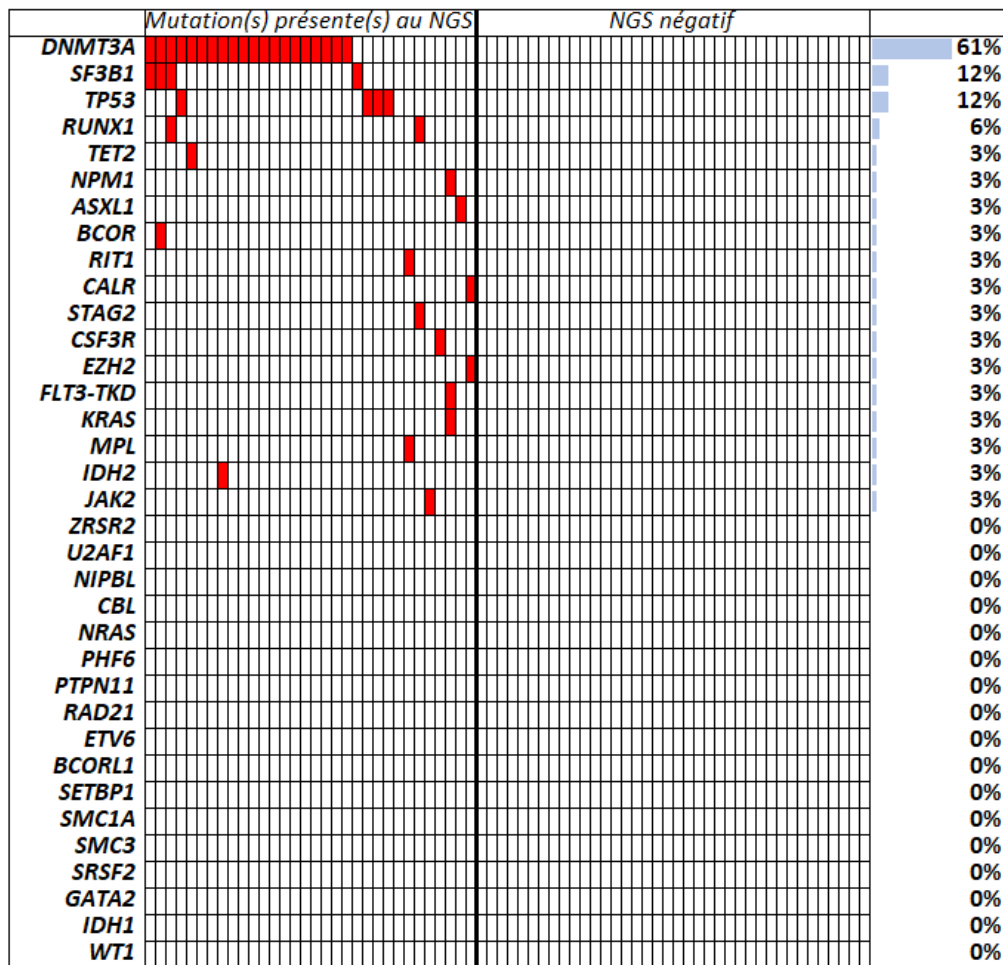 Mutation(s) présente(s) au NGS NGS négatif
DNMT3A 61%
SF3B1 12%
TP53 12%
RUNX1 6%
TET2 3%
NPM1 3%
ASXL1 3%
BCOR 3%
RIT1 3%
CALR 3%
STAG2 3%
CSF3R 3%
EZH2 3%
FLT3-TKD 3%
KRAS 3%
MPL 3%
IDH2 3%
JAK2 3%
ZRSR2 0%
U2AF1 0%
NIPBL 0%
CBL 0%
NRAS 0%
PHF6 0%
PTPN11 0%
RAD21 0%
ETV6 0%
BCORL1 0%
SETBP1 0%
SMC1A 0%
SMC3 0%
SRSF2 0%
GATA2 0%
IDH1 0%
WT1 0%